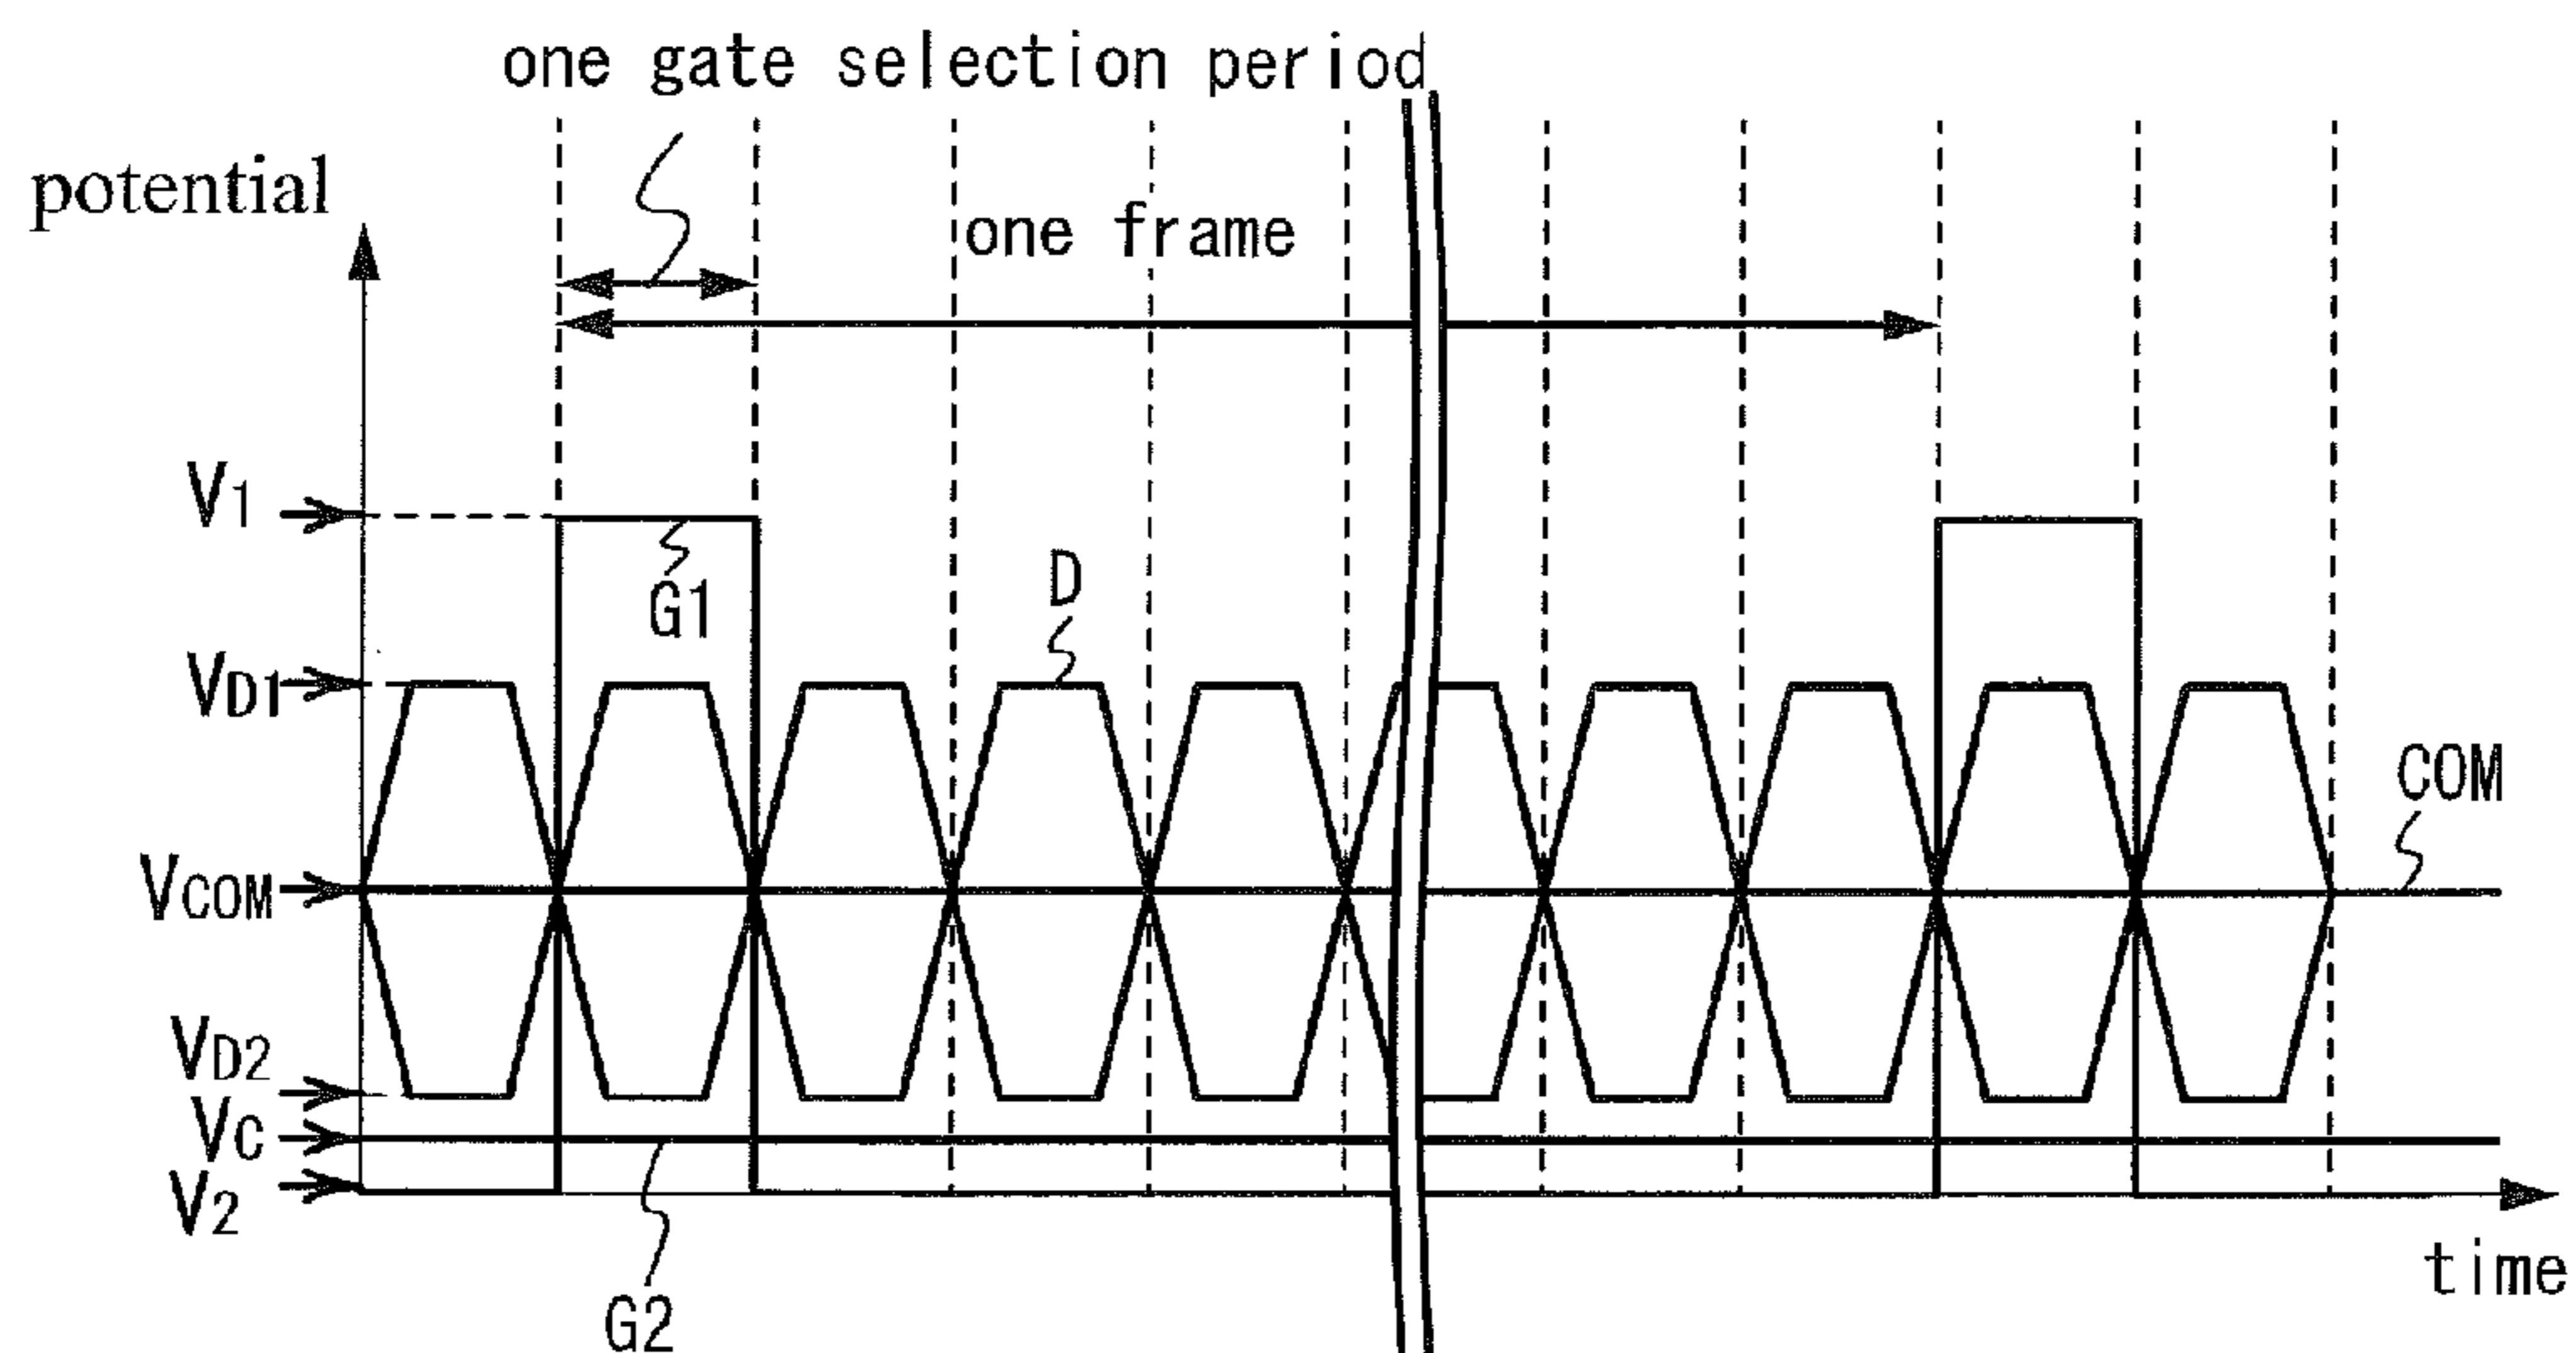 one gate selection period
potential
one frame
V1
G1
D
VD1
COM
VCOM
VD2
VC
V2
time
G2